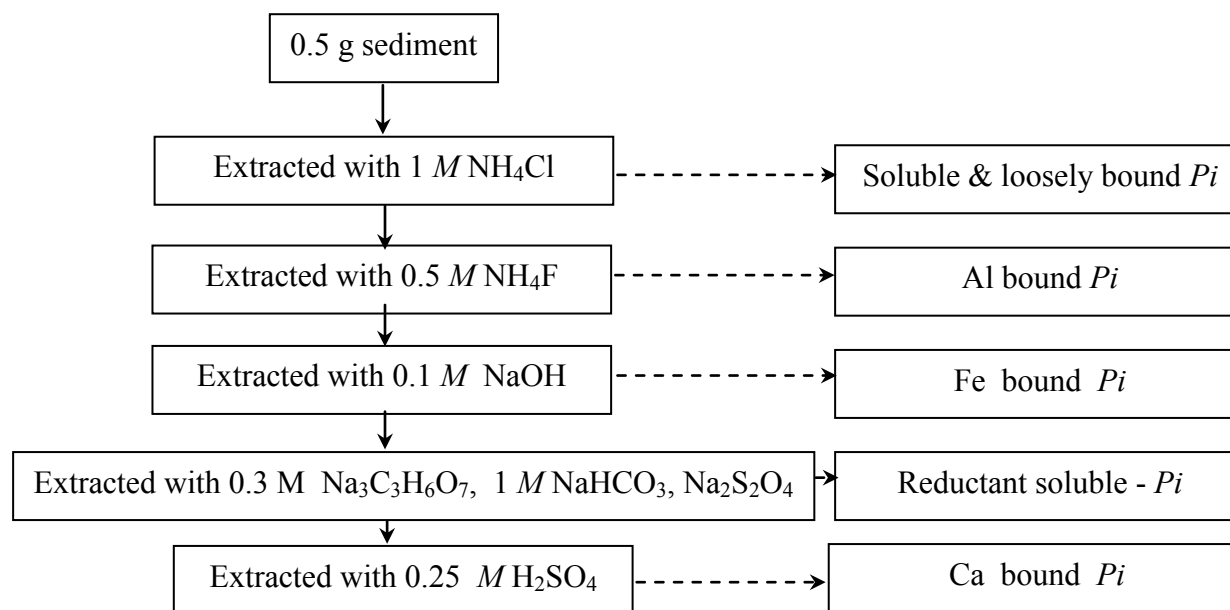 0.5 g sediment
Extracted with 1 M NH₄Cl
Soluble & loosely bound Pi
Extracted with 0.5 M NH₄F
Al bound Pi
Extracted with 0.1 M NaOH
Fe bound Pi
Extracted with 0.3 M Na₃C₃H₆O₇, 1 M NaHCO₃, Na₂S₂O₄
Reductant soluble - Pi
Extracted with 0.25 M H₂SO₄
Ca bound Pi